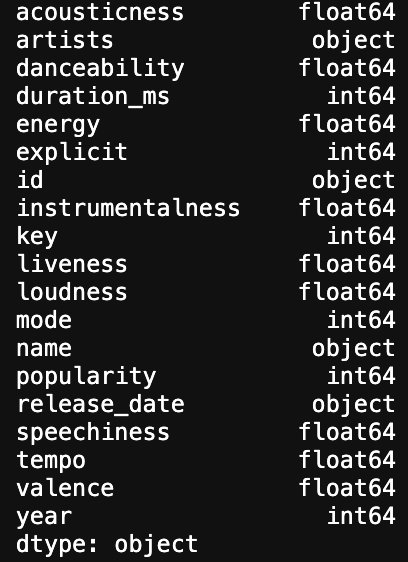 acousticness float64
artists object
danceability float64
duration_ms int64
energy float64
explicit int64
id object
instrumentalness float64
key int64
liveness float64
loudness float64
mode int64
name object
popularity int64
release_date object
speechiness float64
tempo float64
valence float64
year int64
dtype: object